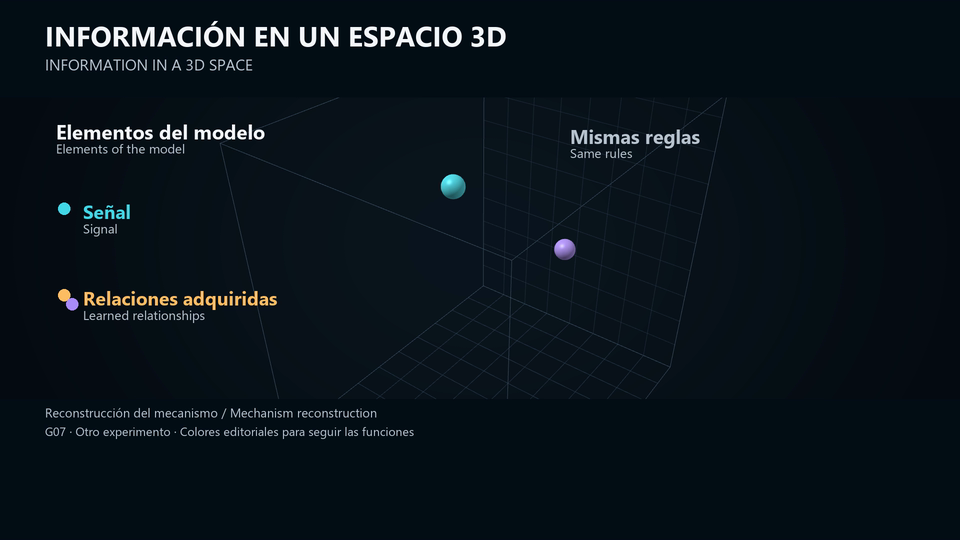 INFORMACIÓN EN UN ESPACIO 3D
INFORMATION IN A 3D SPACE
Elementos del modelo
Elements of the model
Mismas reglas
Same rules
Señal
Signal
Relaciones adquiridas
Learned relationships
Reconstrucción del mecanismo / Mechanism reconstruction
G07 · Otro experimento · Colores editoriales para seguir las funciones